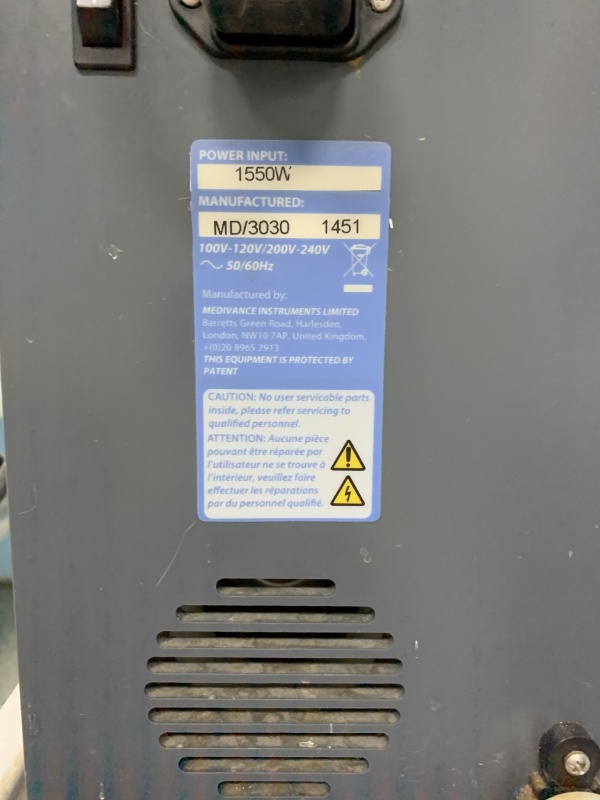 POWER INPUT:
1550W
MANUFACTURED:
MD/3030 1451
100V-120V/200V-240V
50/60Hz
Manufactured by:
MEDIVANCE INSTRUMENTS LIMITED
Barretts Green Road, Harlesden,
London, NW10 7AP, United Kingdom,
+(0)20 8965 2913
THIS EQUIPMENT IS PROTECTED BY
PATENT
CAUTION: No user servicable parts
inside, please refer servicing to
qualified personnel.
ATTENTION: Aucune pièce
pouvant être réparée par
l'utilisateur ne se trouve à
l'intérieur, veuillez faire
effectuer les réparations
par du personnel qualifié.